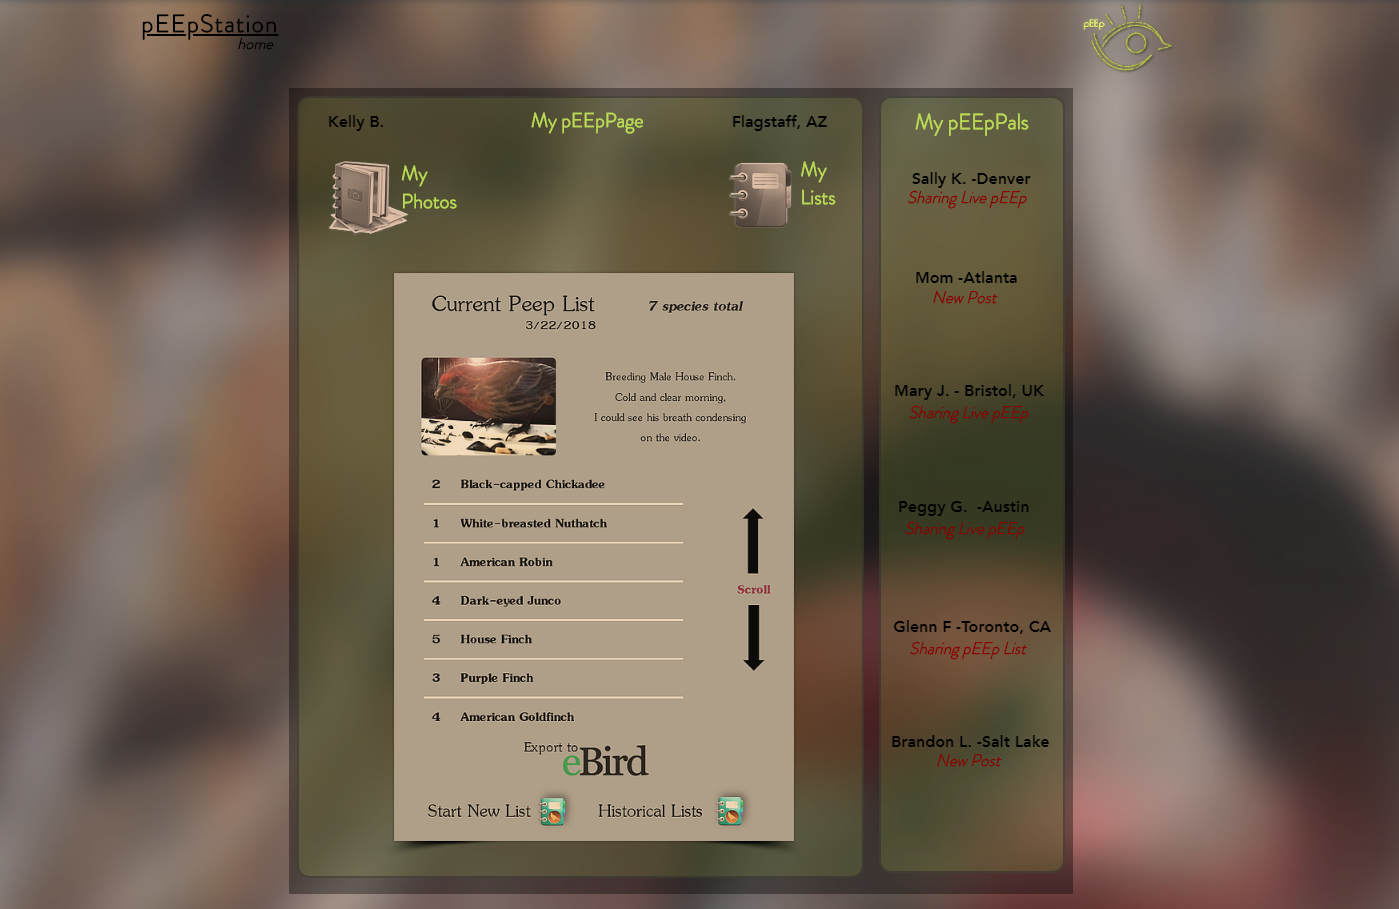 pEEpStation
home
pEEp
Kelly B.
My pEEpPage
Flagstaff, AZ
My
Photos
My
Lists
Current Peep List
3/22/2018
7 species total
Breeding Male House Finch.
Cold and clear morning,
I could see his breath condensing
on the video.
2 Black-capped Chickadee
1 White-breasted Nuthatch
1 American Robin
4 Dark-eyed Junco
5 House Finch
3 Purple Finch
4 American Goldfinch
Scroll
Export to
eBird
Start New List
Historical Lists
My pEEpPals
Sally K. -Denver
Sharing Live pEEp
Mom -Atlanta
New Post
Mary J. - Bristol, UK
Sharing Live pEEp
Peggy G. -Austin
Sharing Live pEEp
Glenn F -Toronto, CA
Sharing pEEp List
Brandon L. -Salt Lake
New Post